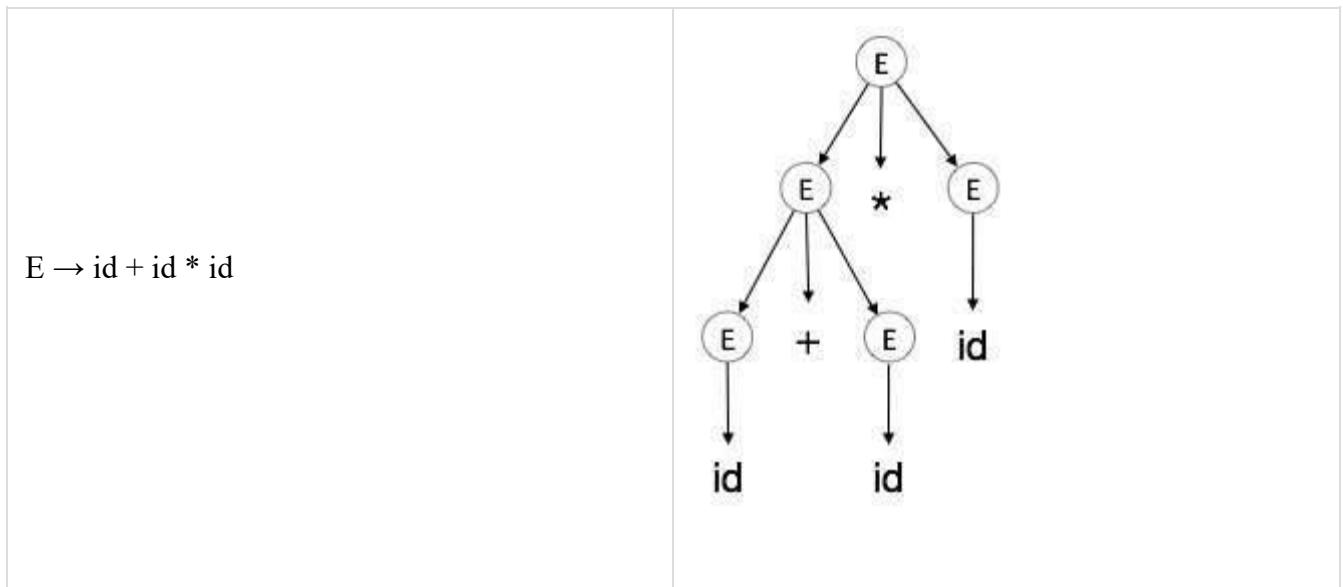 E → id + id * id
E
E * E
E + E id
id id